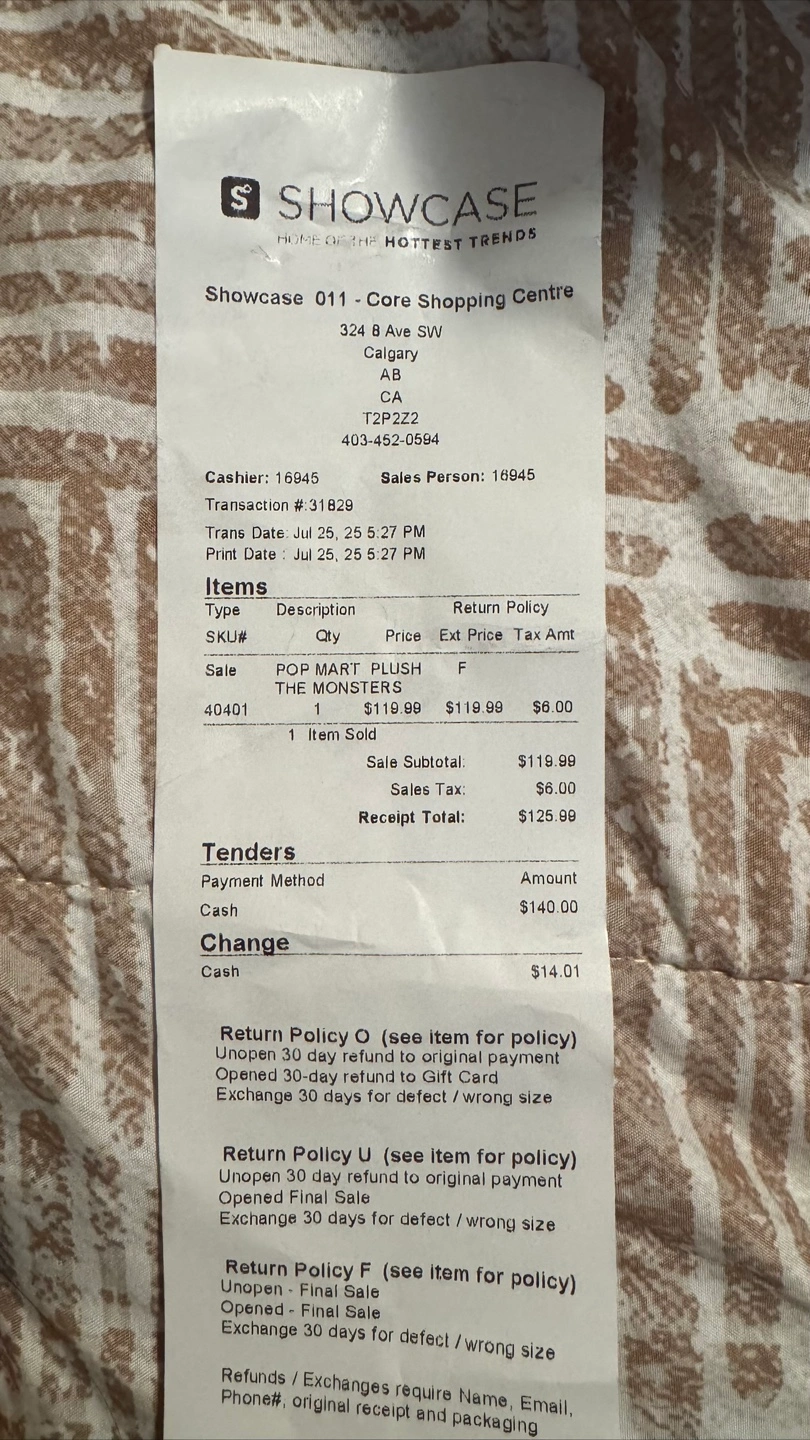 S SHOWCASE
HOME OF THE HOTTEST TRENDS
Showcase 011 - Core Shopping Centre
324 8 Ave SW
Calgary
AB
CA
T2P2Z2
403-452-0594
Cashier: 16945 Sales Person: 16945
Transaction #:31829
Trans Date: Jul 25, 25 5:27 PM
Print Date : Jul 25, 25 5:27 PM
Items
Type Description Return Policy
SKU# Qty Price Ext Price Tax Amt
Sale POP MART PLUSH F
THE MONSTERS
40401 1 $119.99 $119.99 $6.00
1 Item Sold
Sale Subtotal: $119.99
Sales Tax: $6.00
Receipt Total: $125.99
Tenders
Payment Method Amount
Cash $140.00
Change
Cash $14.01
Return Policy O (see item for policy)
Unopen 30 day refund to original payment
Opened 30-day refund to Gift Card
Exchange 30 days for defect / wrong size
Return Policy U (see item for policy)
Unopen 30 day refund to original payment
Opened Final Sale
Exchange 30 days for defect / wrong size
Return Policy F (see item for policy)
Unopen - Final Sale
Opened - Final Sale
Exchange 30 days for defect / wrong size
Refunds / Exchanges require Name, Email,
Phone#, original receipt and packaging